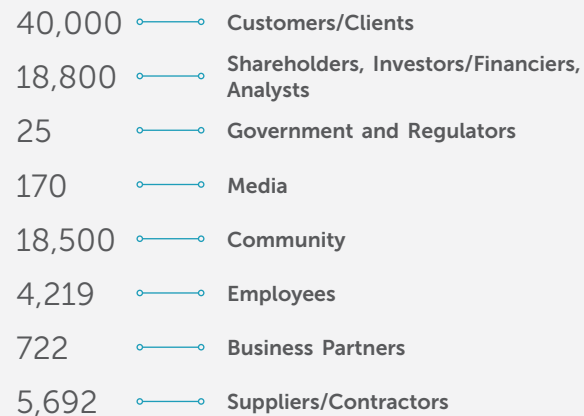 40,000 Customers/Clients
18,800 Shareholders, Investors/Financiers,
Analysts
25 Government and Regulators
170 Media
18,500 Community
4,219 Employees
722 Business Partners
5,692 Suppliers/Contractors